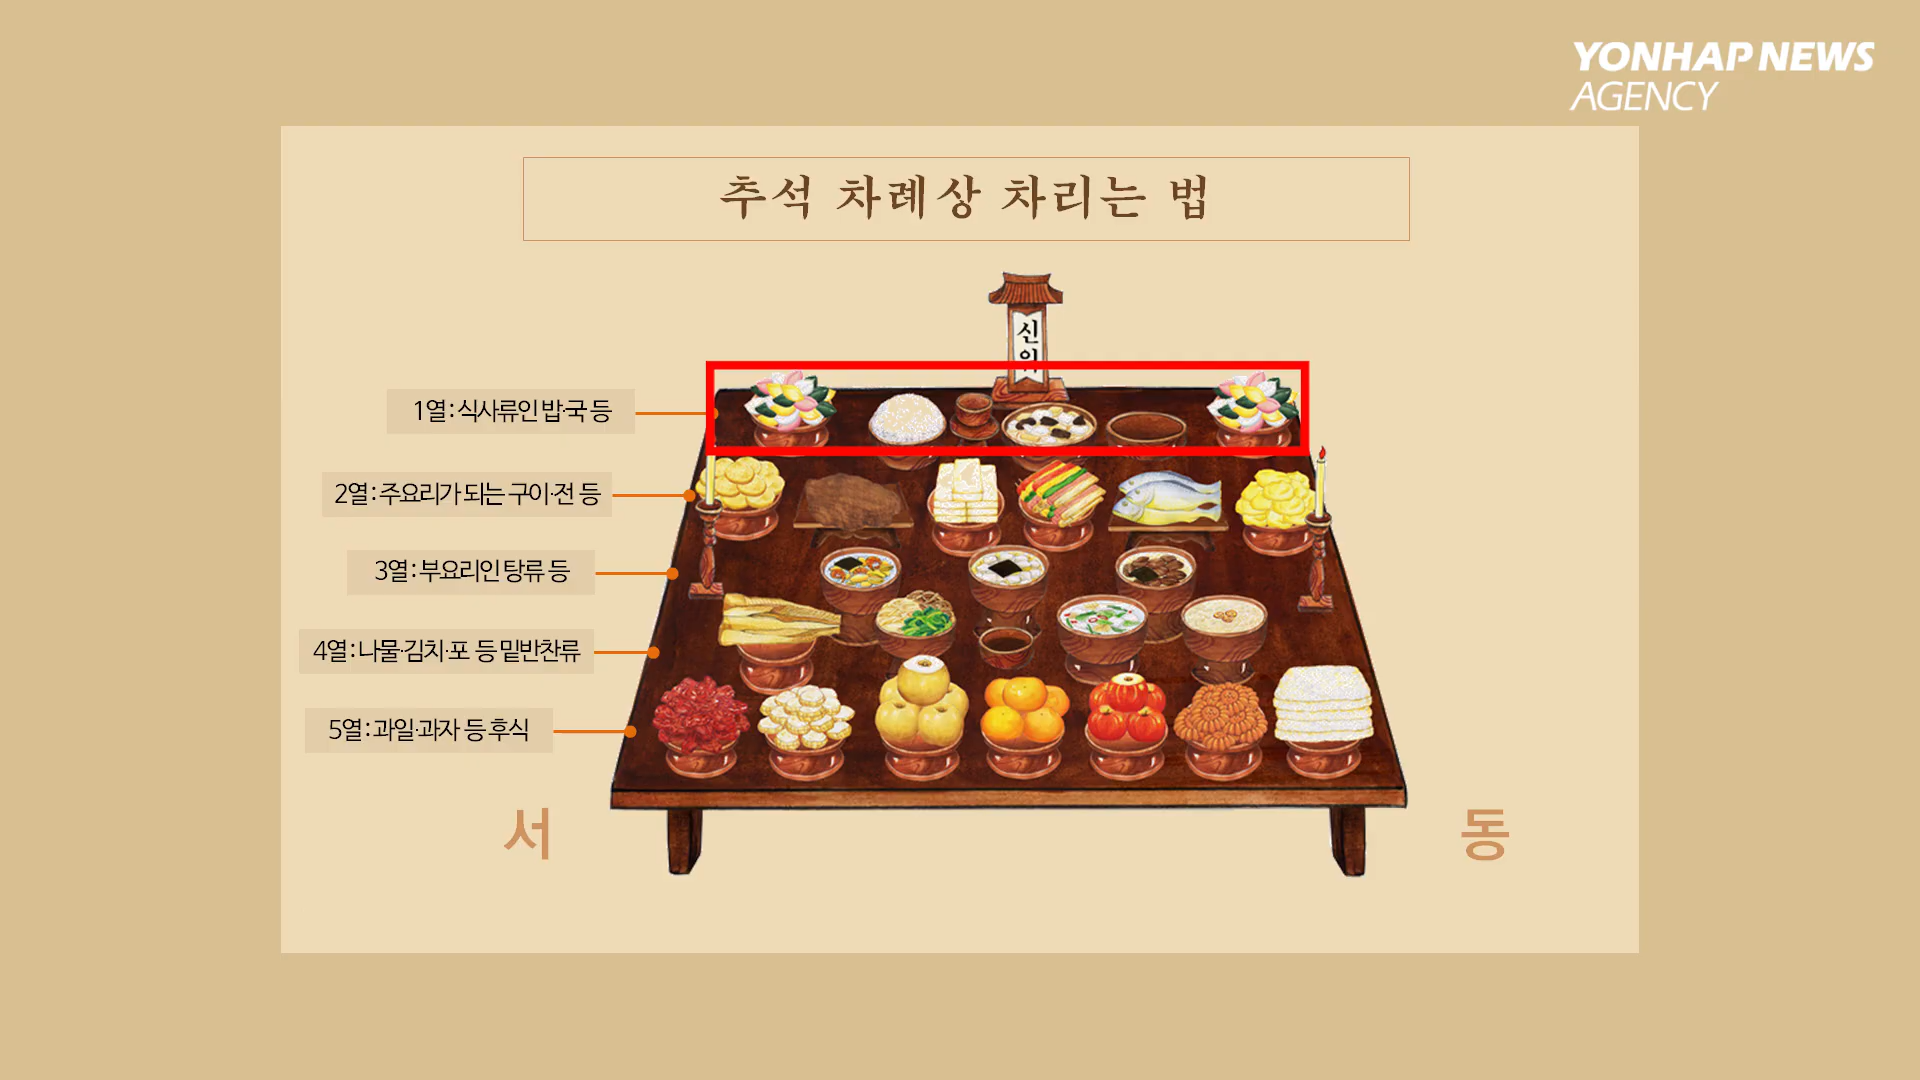 YONHAP NEWS
AGENCY
추석 차례상 차리는 법
신위
1열 : 식사류인 밥·국 등
2열 : 주요리가 되는 구이·전 등
3열 : 부요리인 탕류 등
4열 : 나물·김치·포 등 밑반찬류
5열 : 과일·과자 등 후식
서
동